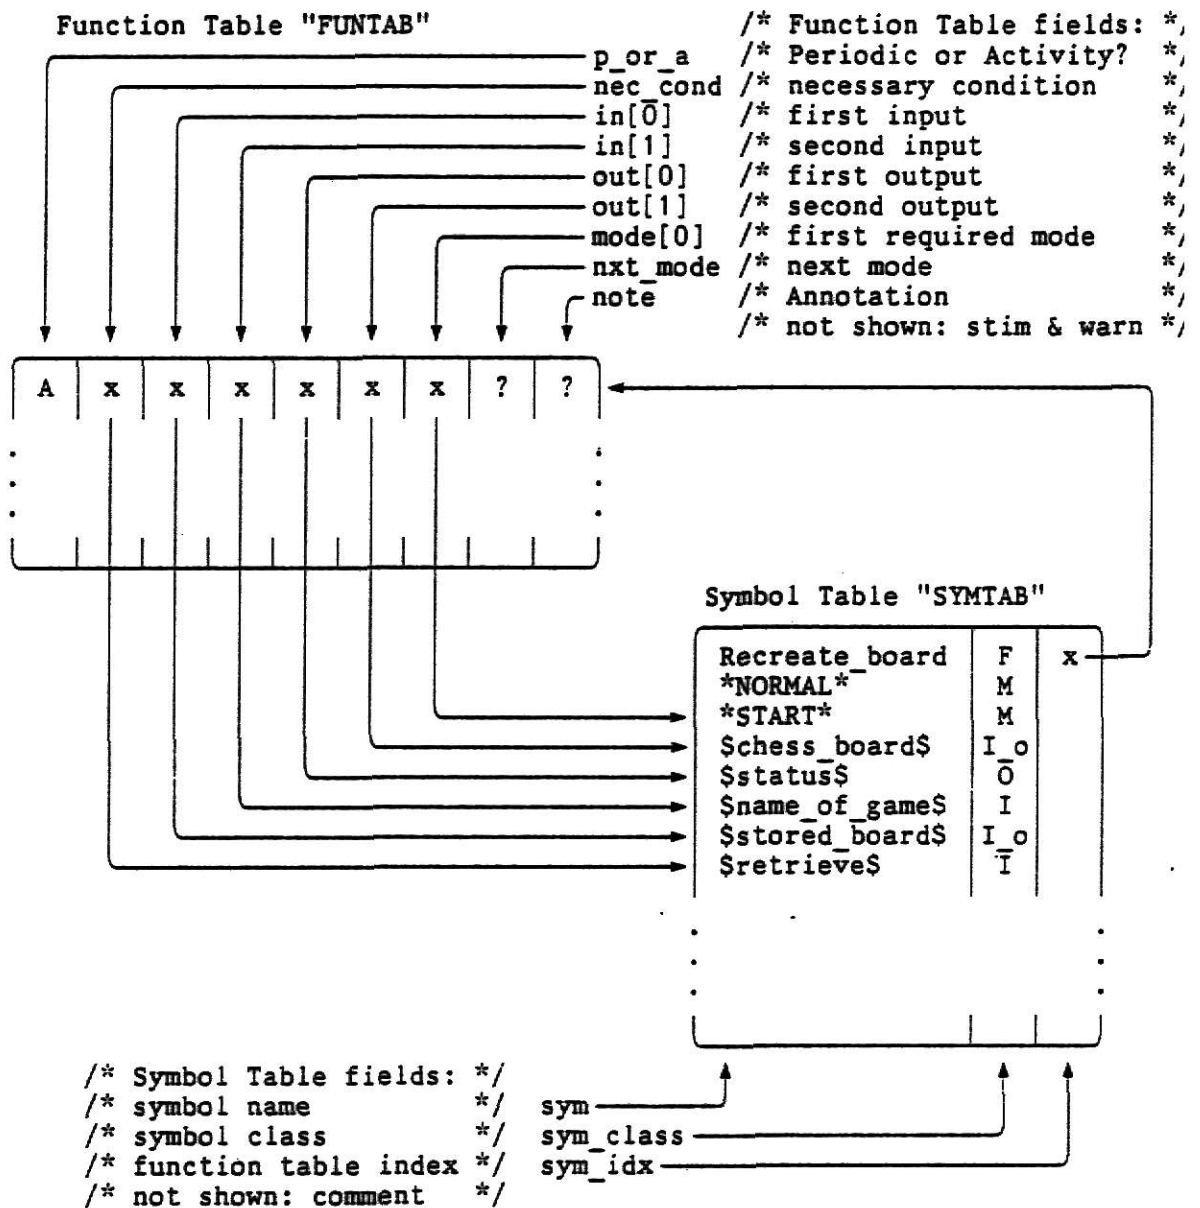 Function Table "FUNTAB" /* Function Table fields: */
p_or_a /* Periodic or Activity? */
nec_cond /* necessary condition */
in[0] /* first input */
in[1] /* second input */
out[0] /* first output */
out[1] /* second output */
mode[0] /* first required mode */
nxt_mode /* next mode */
note /* Annotation */
/* not shown: stim & warn */
A x x x x x x ? ?
Symbol Table "SYMTAB"
Recreate_board F x
*NORMAL* M
*START* M
$chess_board$ I_o
$status$ O
$name_of_game$ I
$stored_board$ I_o
$retrieve$ I
/* Symbol Table fields: */
/* symbol name */ sym
/* symbol class */ sym_class
/* function table index */ sym_idx
/* not shown: comment */